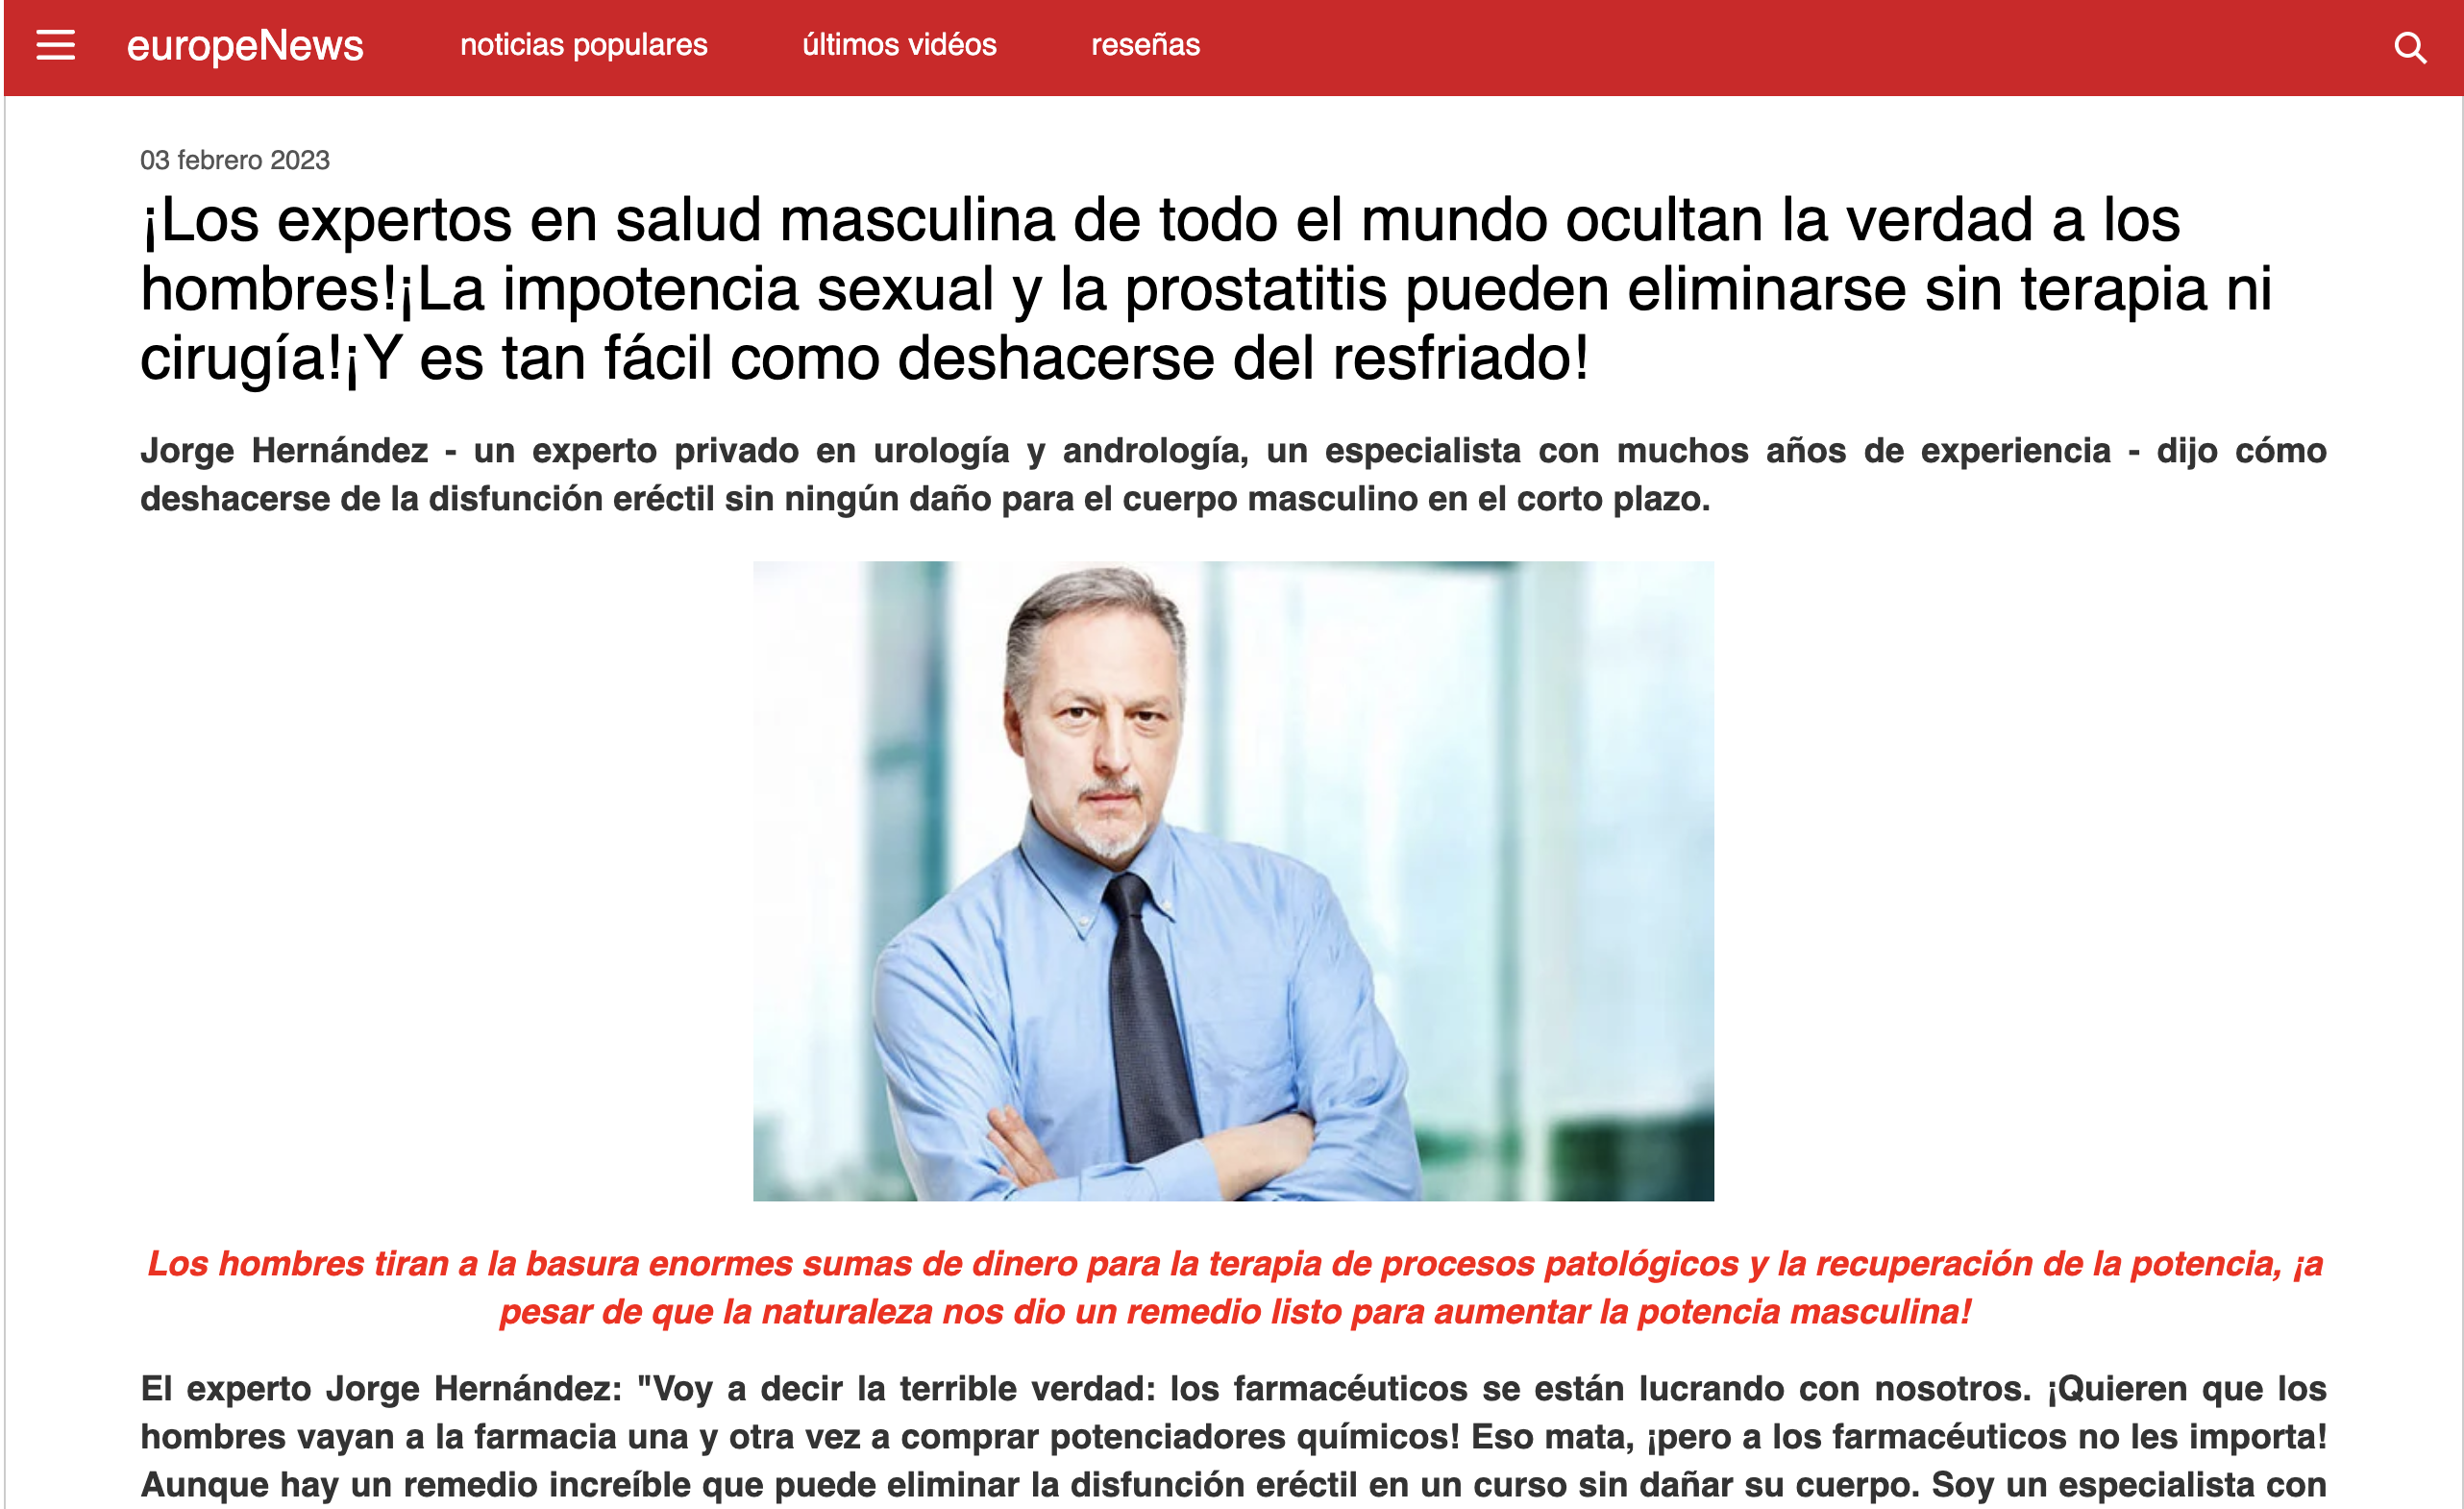 europeNews noticias populares últimos vidéos reseñas
03 febrero 2023
¡Los expertos en salud masculina de todo el mundo ocultan la verdad a los
hombres!¡La impotencia sexual y la prostatitis pueden eliminarse sin terapia ni
cirugía!¡Y es tan fácil como deshacerse del resfriado!
Jorge Hernández - un experto privado en urología y andrología, un especialista con muchos años de experiencia - dijo cómo
deshacerse de la disfunción eréctil sin ningún daño para el cuerpo masculino en el corto plazo.
Los hombres tiran a la basura enormes sumas de dinero para la terapia de procesos patológicos y la recuperación de la potencia, ¡a
pesar de que la naturaleza nos dio un remedio listo para aumentar la potencia masculina!
El experto Jorge Hernández: "Voy a decir la terrible verdad: los farmacéuticos se están lucrando con nosotros. ¡Quieren que los
hombres vayan a la farmacia una y otra vez a comprar potenciadores químicos! Eso mata, ¡pero a los farmacéuticos no les importa!
Aunque hay un remedio increíble que puede eliminar la disfunción eréctil en un curso sin dañar su cuerpo. Soy un especialista con